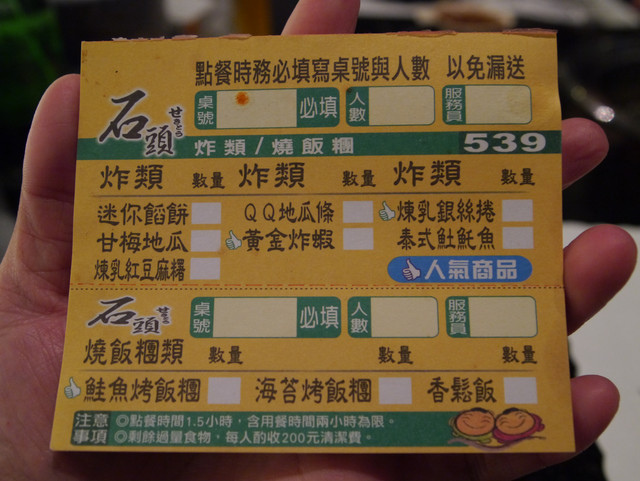 點餐時務必填寫桌號與人數 以免漏送
石頭 桌號 必填 人數 服務員
炸類/燒飯糰 539
炸類 數量 炸類 數量 炸類 數量
迷你餡餅 QQ地瓜條 煉乳銀絲捲
甘梅地瓜 黃金炸蝦 泰式魠魚
煉乳紅豆麻糬 人氣商品
石頭 桌號 必填 人數 服務員
燒飯糰類 數量 數量 數量
鮭魚烤飯糰 海苔烤飯糰 香鬆飯
注意事項 ◎點餐時間1.5小時,含用餐時間兩小時為限。
◎剩餘過量食物,每人酌收200元清潔費。